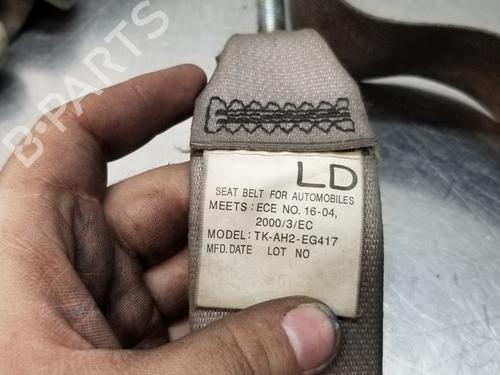 B-PARTS
LD
SEAT BELT FOR AUTOMOBILES
MEETS: ECE NO. 16-04,
2000/3/EC
MODEL: TK-AH2-EG417
MFD.DATE LOT NO